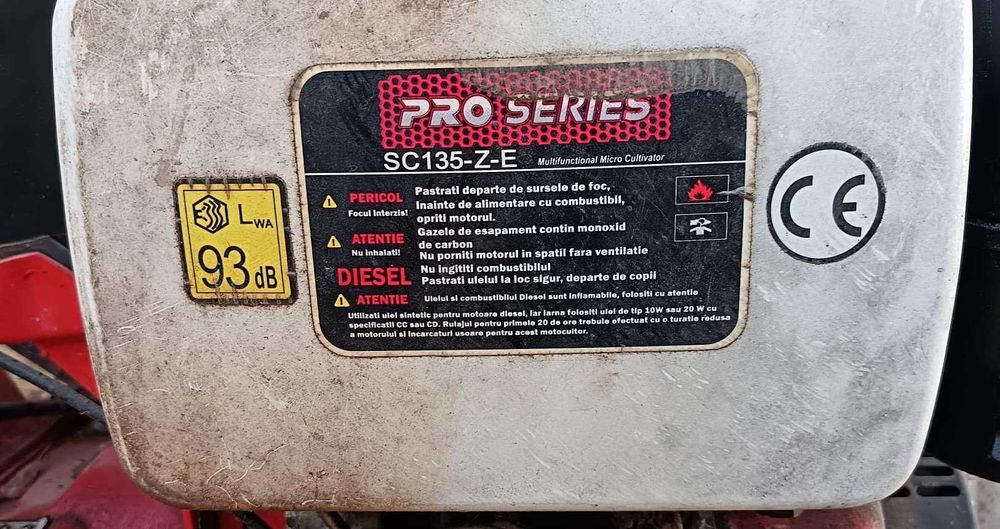 PRO SERIES
SC135-Z-E Multifunctional Micro Cultivator
PERICOL
Focul Interzis!
Pastrati departe de sursele de foc,
Inainte de alimentare cu combustibil,
opriti motorul.
ATENTIE
Nu inhalati!
Gazele de esapament contin monoxid
de carbon
Nu porniti motorul in spatii fara ventilatie
DIESEL
Nu ingititi combustibilul
Pastrati uleiul la loc sigur, departe de copii
ATENTIE
Uleiul si combustibilul Diesel sunt inflamabile, folositi cu atentie
Utilizati ulei sintetic pentru motoare diesel, iar iarna folositi ulei de tip 10W sau 20 W cu
specificatii CC sau CD. Rulajul pentru primele 20 de ore trebuie efectuat cu o turatie redusa
a motorului si incarcaturi usoare pentru acest motocultor.
LWA
93 dB
CE